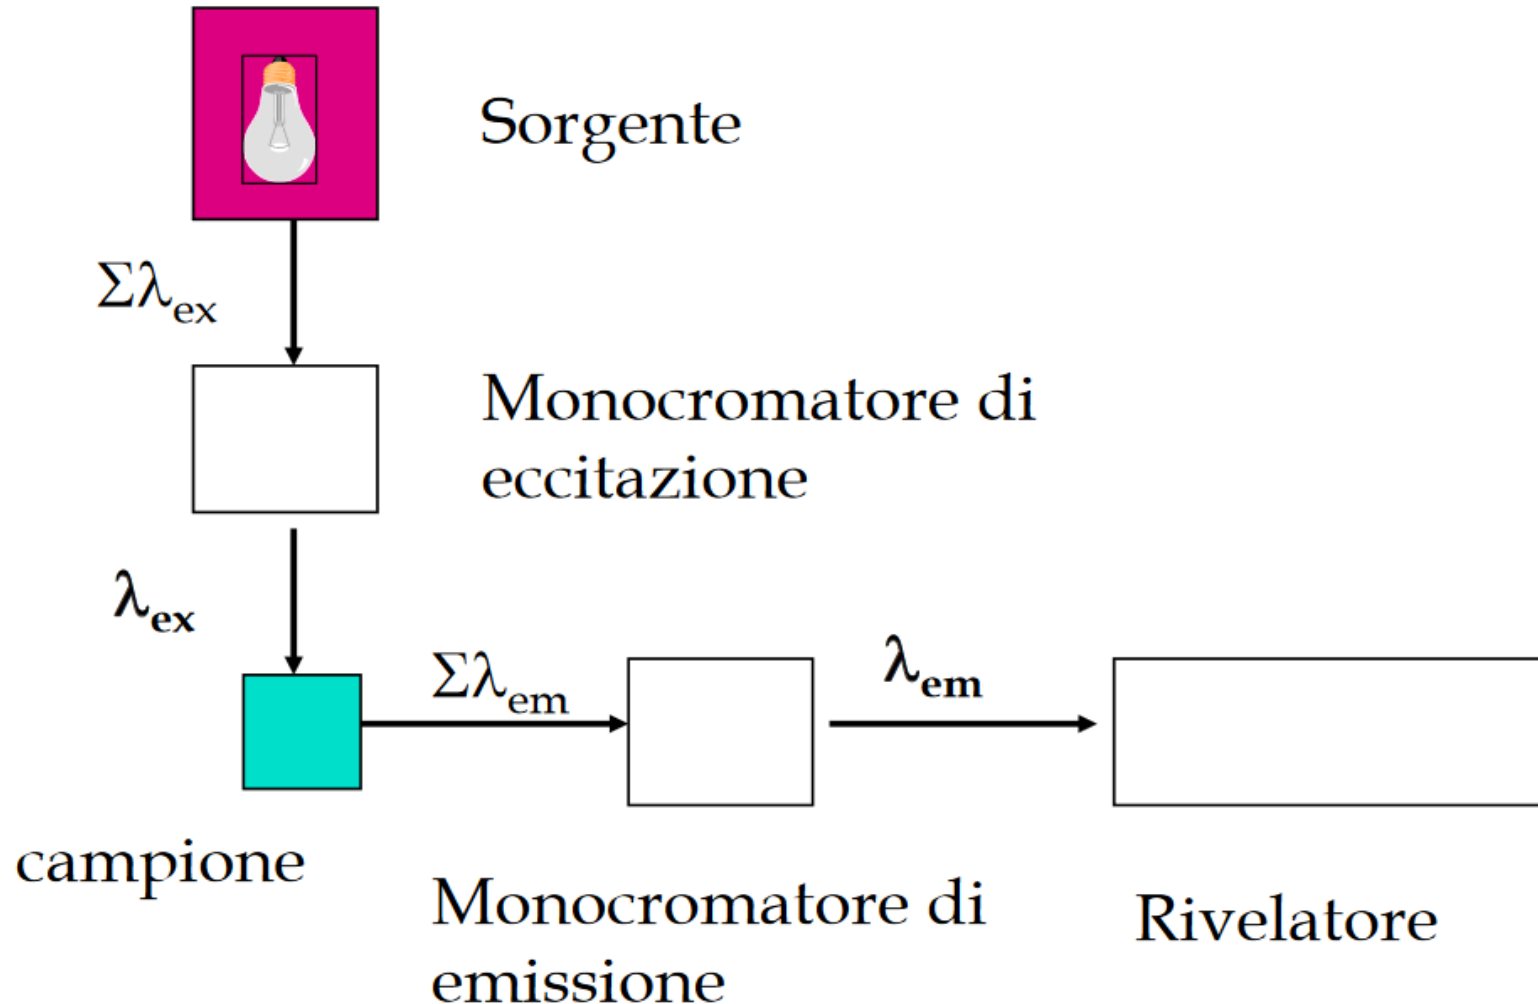 Sorgente
Σλex
Monocromatore di
eccitazione
λex
Σλem
λem
campione
Monocromatore di
emissione
Rivelatore